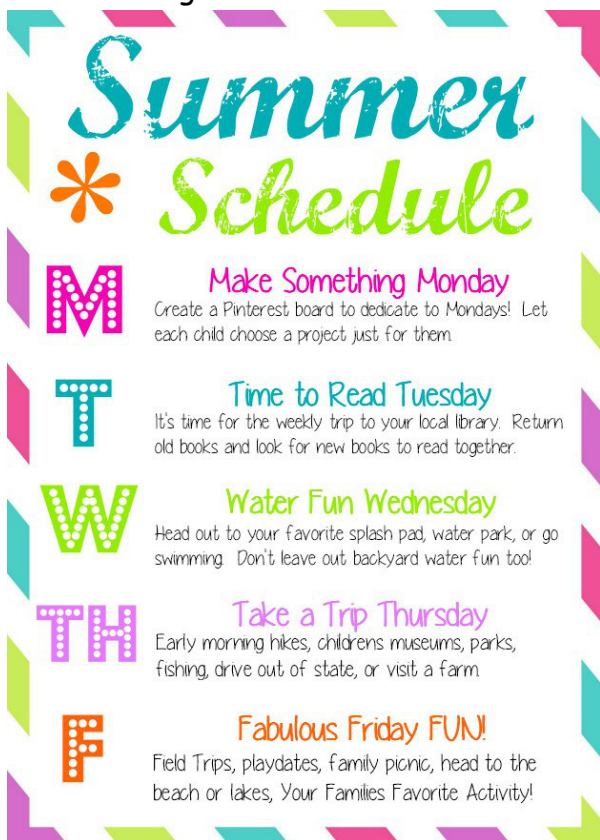 Summer
Schedule
M
Make Something Monday
Create a Pinterest board to dedicate to Mondays! Let
each child choose a project just for them.
T
Time to Read Tuesday
It's time for the weekly trip to your local library. Return
old books and look for new books to read together.
W
Water Fun Wednesday
Head out to your favorite splash pad, water park, or go
swimming. Don't leave out backyard water fun too!
TH
Take a Trip Thursday
Early morning hikes, childrens museums, parks,
fishing, drive out of state, or visit a farm.
F
Fabulous Friday FUN!
Field Trips, playdates, family picnic, head to the
beach or lakes, Your Families Favorite Activity!